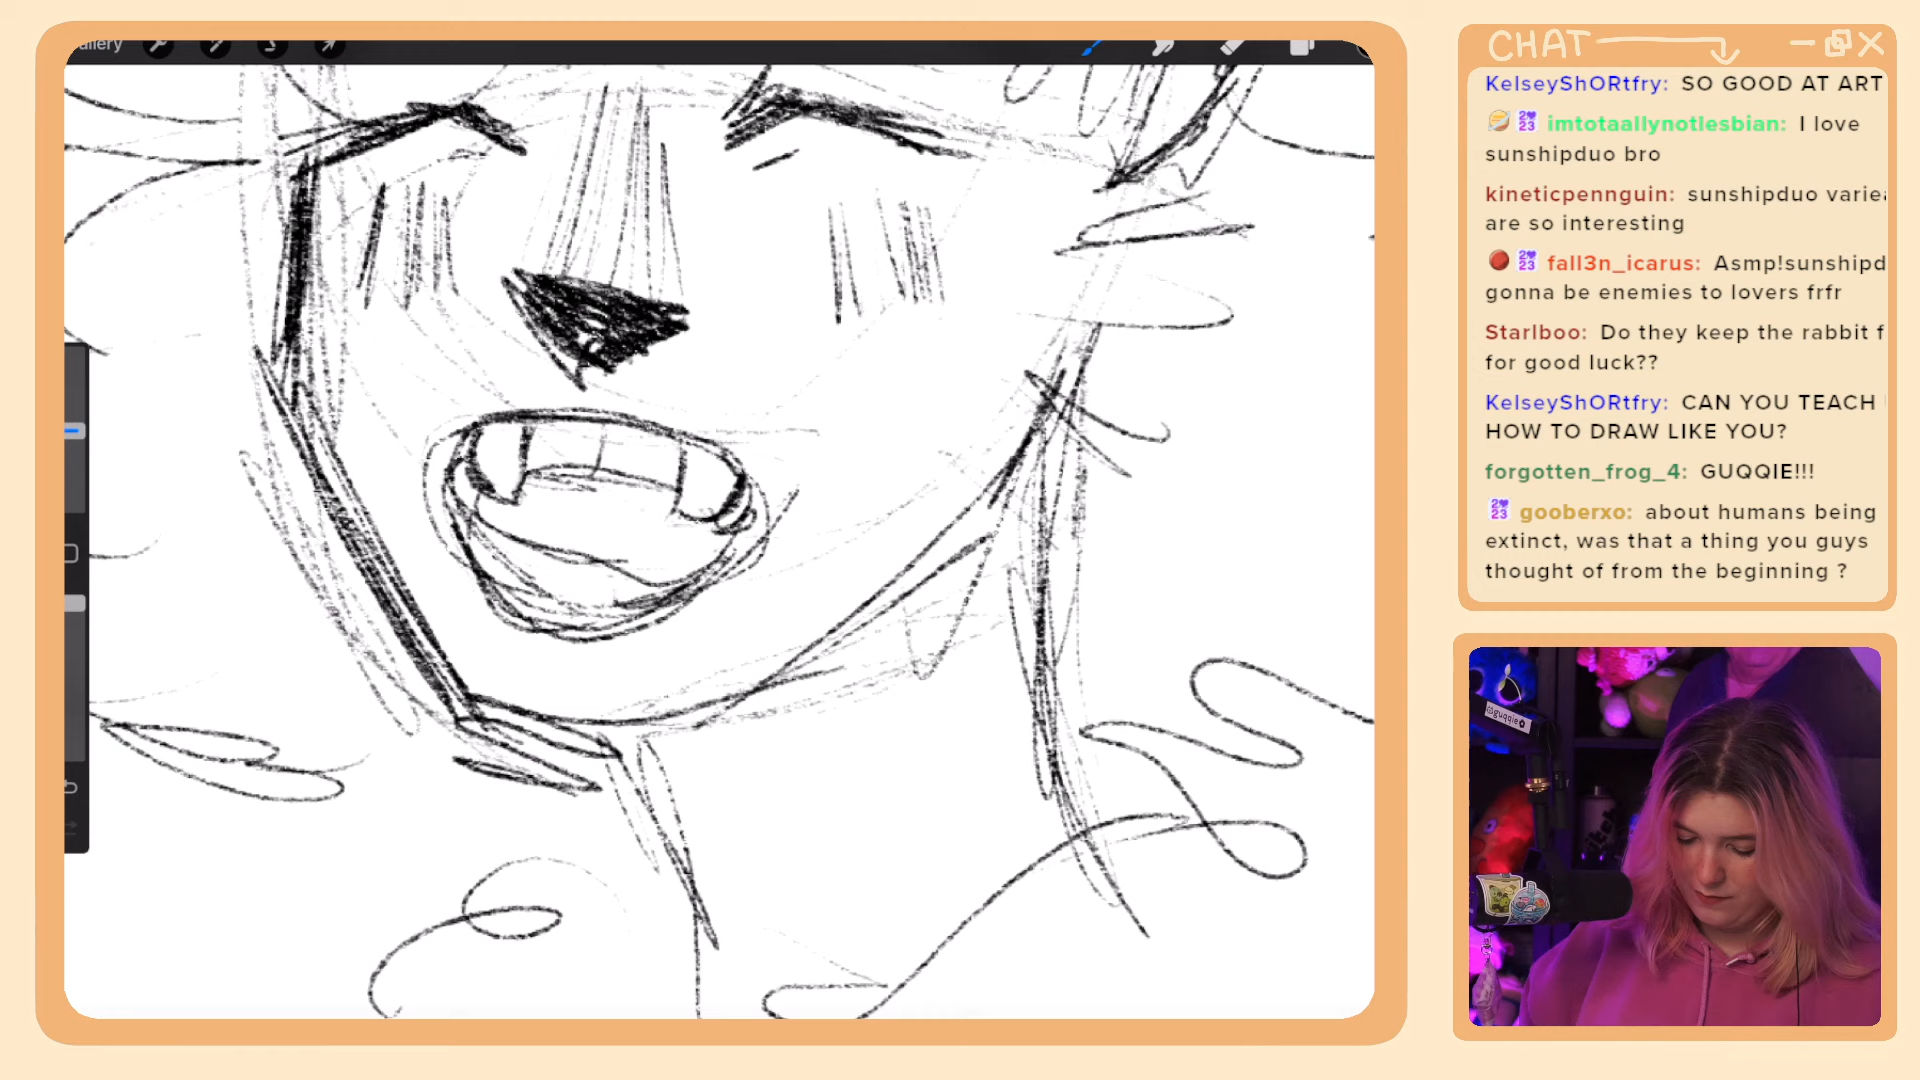 allery
CHAT
KelseyShORtfry: SO GOOD AT ART
imtotaallynotlesbian: I love
sunshipduo bro
kineticpennguin: sunshipduo varie
are so interesting
fall3n_icarus: Asmp!sunshipd
gonna be enemies to lovers frfr
Starlboo: Do they keep the rabbit f
for good luck??
KelseyShORtfry: CAN YOU TEACH
HOW TO DRAW LIKE YOU?
forgotten_frog_4: GUQQIE!!!
gooberxo: about humans being
extinct, was that a thing you guys
thought of from the beginning ?
@guqqie